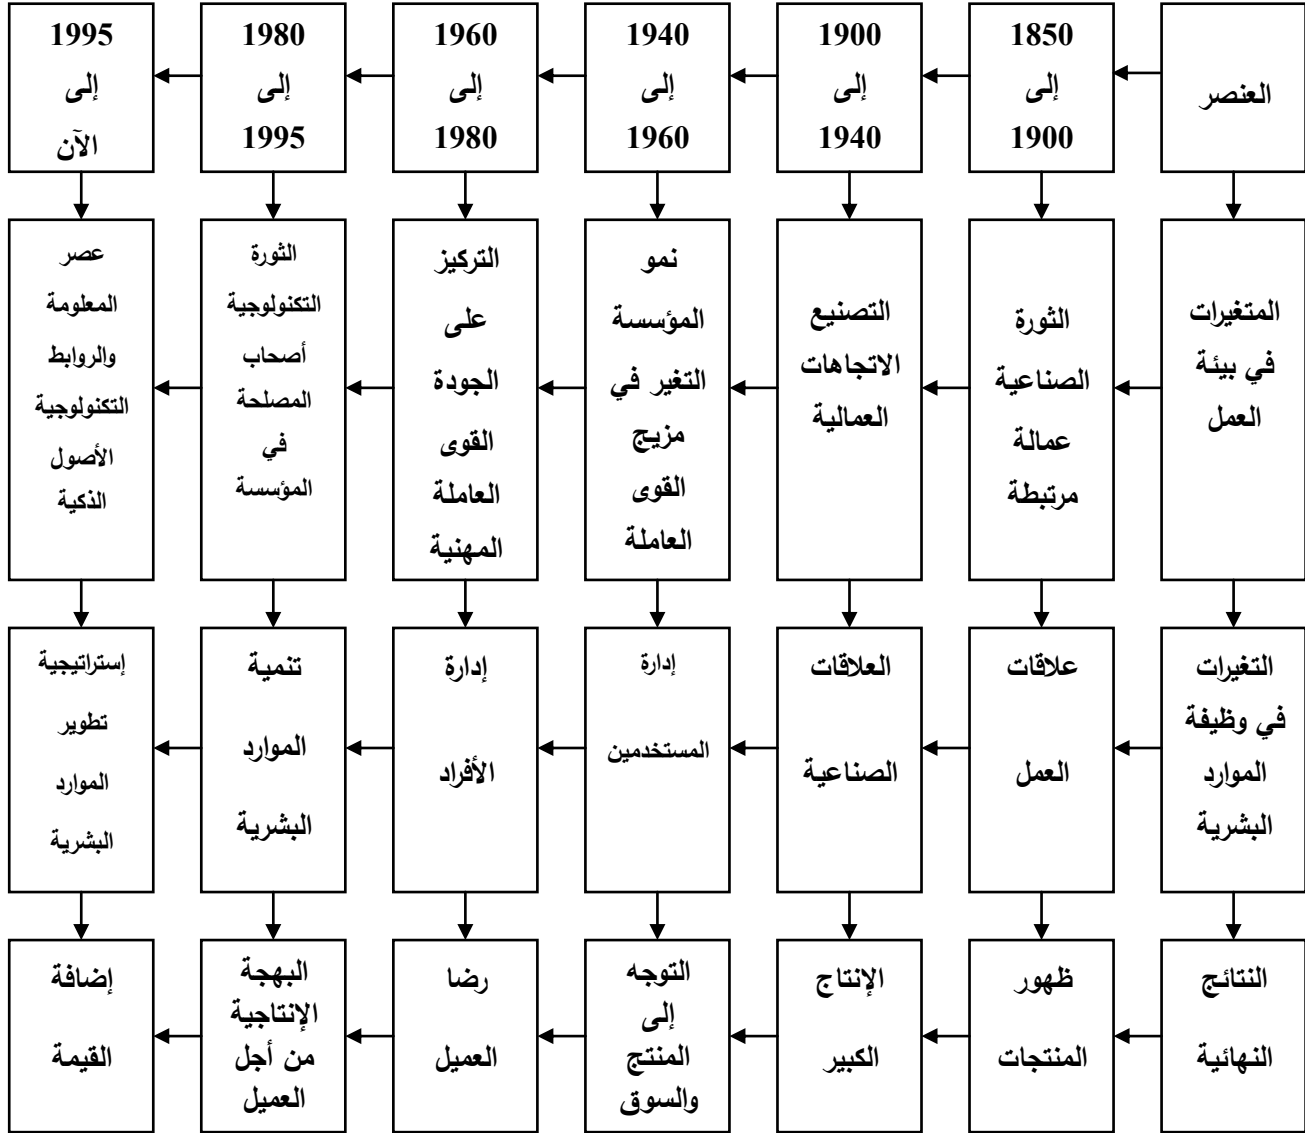 العنصر
1850
إلى
1900
1900
إلى
1940
1940
إلى
1960
1960
إلى
1980
1980
إلى
1995
1995
إلى
الآن
المتغيرات
في بيئة
العمل
الثورة
الصناعية
عمالة
مرتبطة
التصنيع
الاتجاهات
العمالية
نمو
المؤسسة
التغير في
مزيج
القوى
العاملة
التركيز
على
الجودة
القوى
العاملة
المهنية
الثورة
التكنولوجية
أصحاب
المصلحة
في
المؤسسة
عصر
المعلومة
والروابط
التكنولوجية
الأصول
الذكية
التغيرات
في وظيفة
الموارد
البشرية
علاقات
العمل
العلاقات
الصناعية
إدارة
المستخدمين
إدارة
الأفراد
تنمية
الموارد
البشرية
إستراتيجية
تطوير
الموارد
البشرية
النتائج
النهائية
ظهور
المنتجات
الإنتاج
الكبير
التوجه
إلى
المنتج
والسوق
رضا
العميل
البهجة
الإنتاجية
من أجل
العميل
إضافة
القيمة